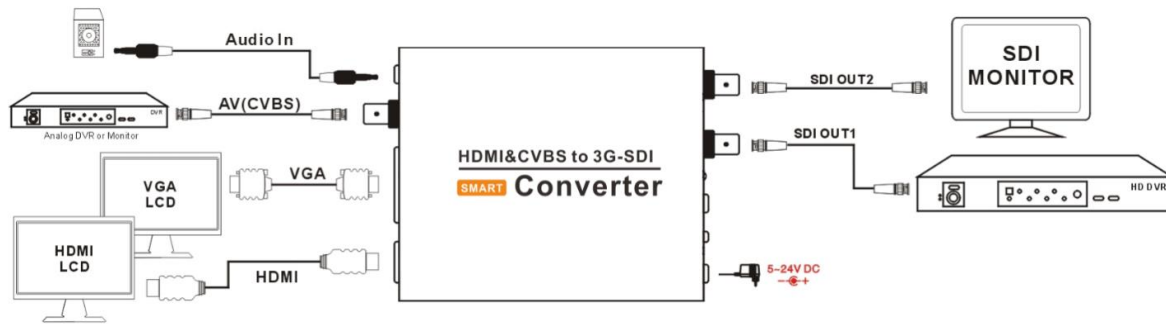 Audio In
AV(CVBS)
DVR
Analog DVR or Monitor
VGA
LCD
VGA
HDMI
LCD
HDMI
HDMI&CVBS to 3G-SDI
SMART Converter
SDI OUT2
SDI
MONITOR
SDI OUT1
HD DVR
5~24V DC